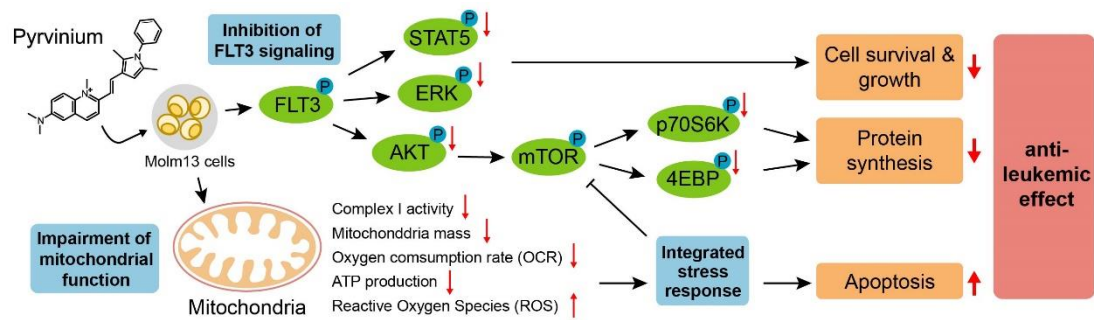 Pyrvinium
N
N+
N
Molm13 cells
Inhibition of
FLT3 signaling
FLT3
P
STAT5
P
ERK
P
AKT
P
mTOR
P
p70S6K
P
4EBP
P
Cell survival &
growth
Protein
synthesis
anti-
leukemic
effect
Impairment of
mitochondrial
function
Mitochondria
Complex I activity
Mitochonddria mass
Oxygen comsumption rate (OCR)
ATP production
Reactive Oxygen Species (ROS)
Integrated
stress
response
Apoptosis